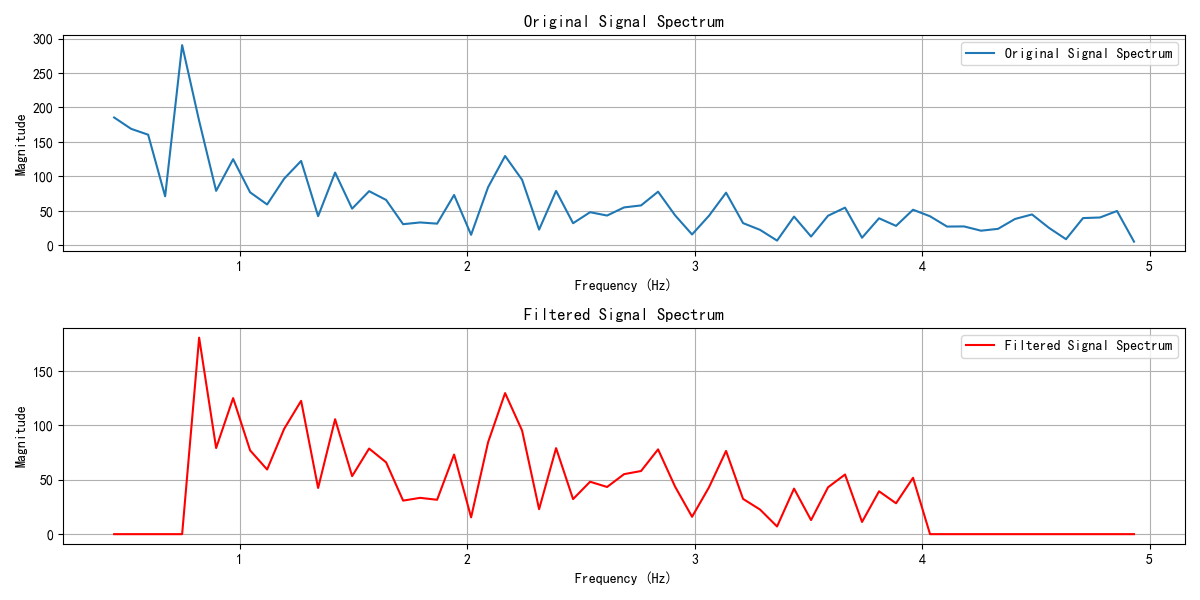 Original Signal Spectrum
300
250
200
150
100
50
0
Magnitude
Original Signal Spectrum
1 2 3 4 5
Frequency (Hz)
Filtered Signal Spectrum
150
100
50
0
Magnitude
Filtered Signal Spectrum
1 2 3 4 5
Frequency (Hz)